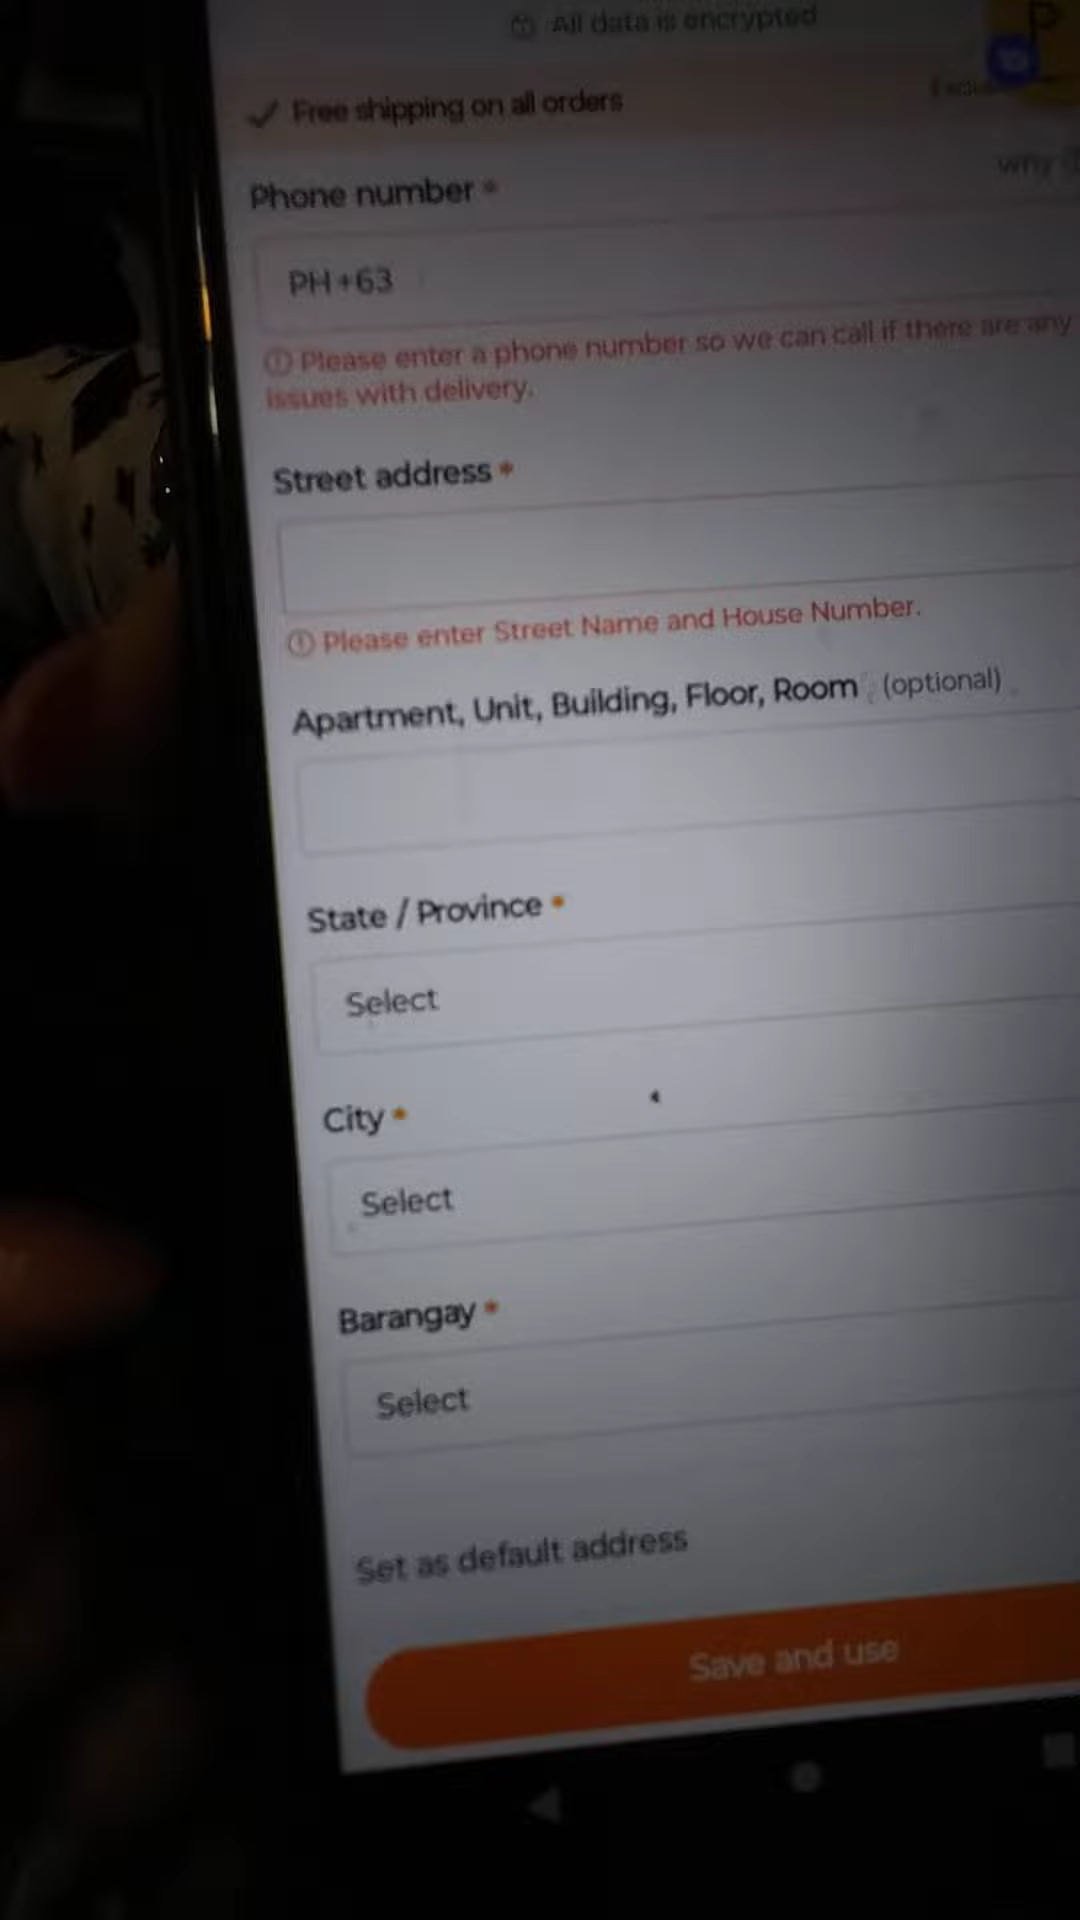 All data is encrypted
Free shipping on all orders
why
Phone number *
PH +63
Please enter a phone number so we can call if there are any
issues with delivery.
Street address *
Please enter Street Name and House Number.
Apartment, Unit, Building, Floor, Room (optional)
State / Province *
Select
City *
Select
Barangay *
Select
Set as default address
Save and use